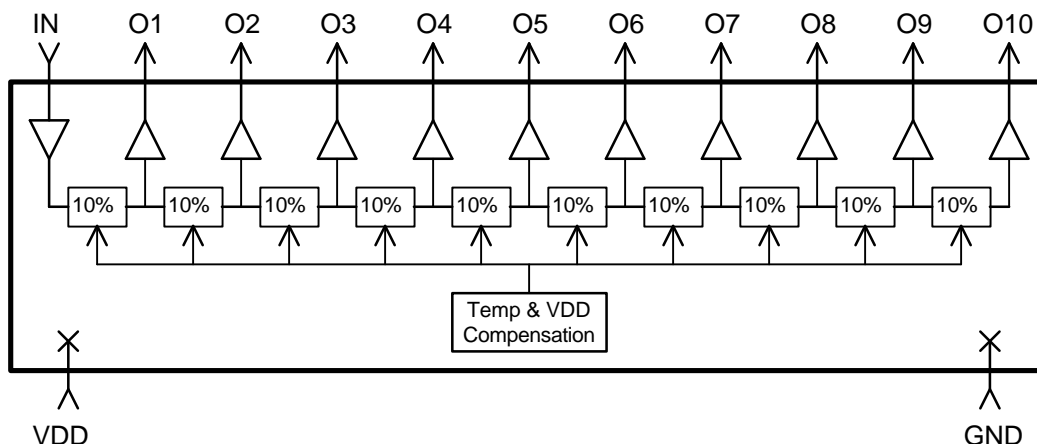 IN O1 O2 O3 O4 O5 O6 O7 O8 O9 O10
10% 10% 10% 10% 10% 10% 10% 10% 10% 10%
Temp & VDD
Compensation
VDD GND